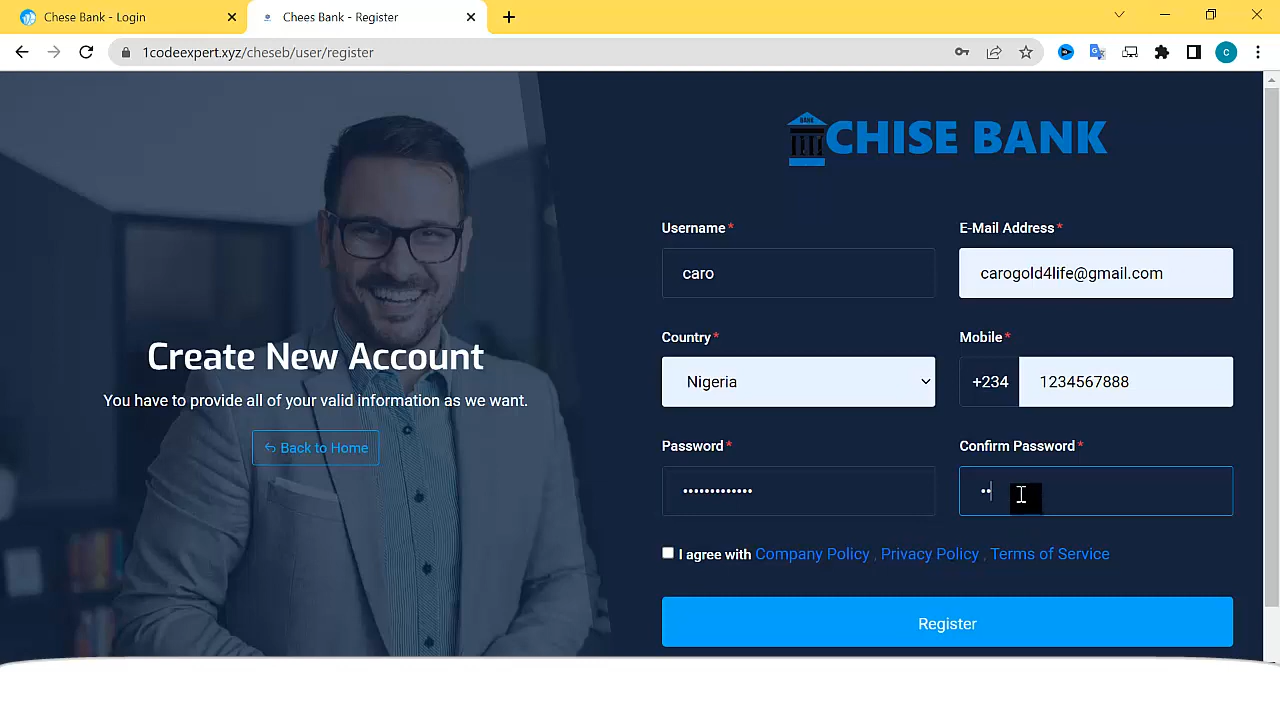 Chese Bank - Login
Chees Bank - Register
1codeexpert.xyz/cheseb/user/register
C
BANK
CHISE BANK
Username*
E-Mail Address*
caro
carogold4life@gmail.com
Country*
Mobile*
Nigeria
+234
1234567888
Create New Account
You have to provide all of your valid information as we want.
Back to Home
Password*
Confirm Password*
•••••••••••••
••
I agree with Company Policy , Privacy Policy , Terms of Service
Register